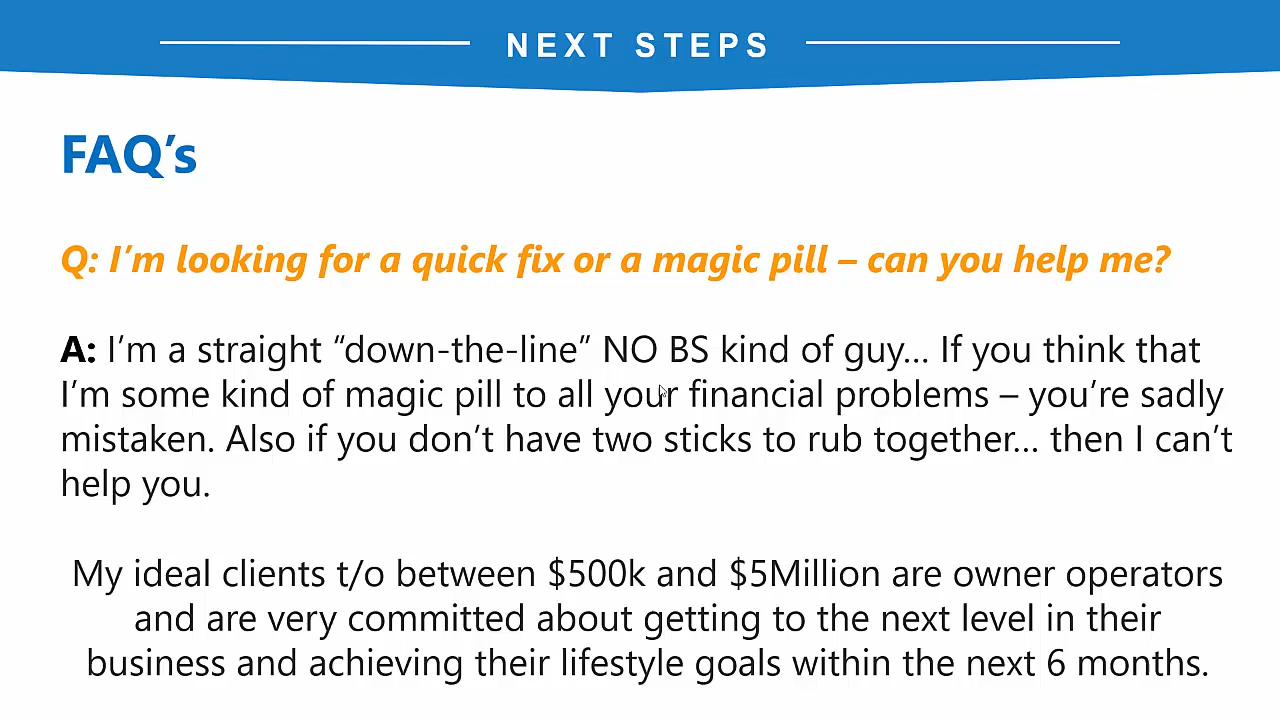 NEXT STEPS
FAQ’s
Q: I’m looking for a quick fix or a magic pill – can you help me?
A: I’m a straight “down-the-line” NO BS kind of guy... If you think that
I’m some kind of magic pill to all your financial problems – you’re sadly
mistaken. Also if you don’t have two sticks to rub together... then I can’t
help you.
My ideal clients t/o between $500k and $5Million are owner operators
and are very committed about getting to the next level in their
business and achieving their lifestyle goals within the next 6 months.